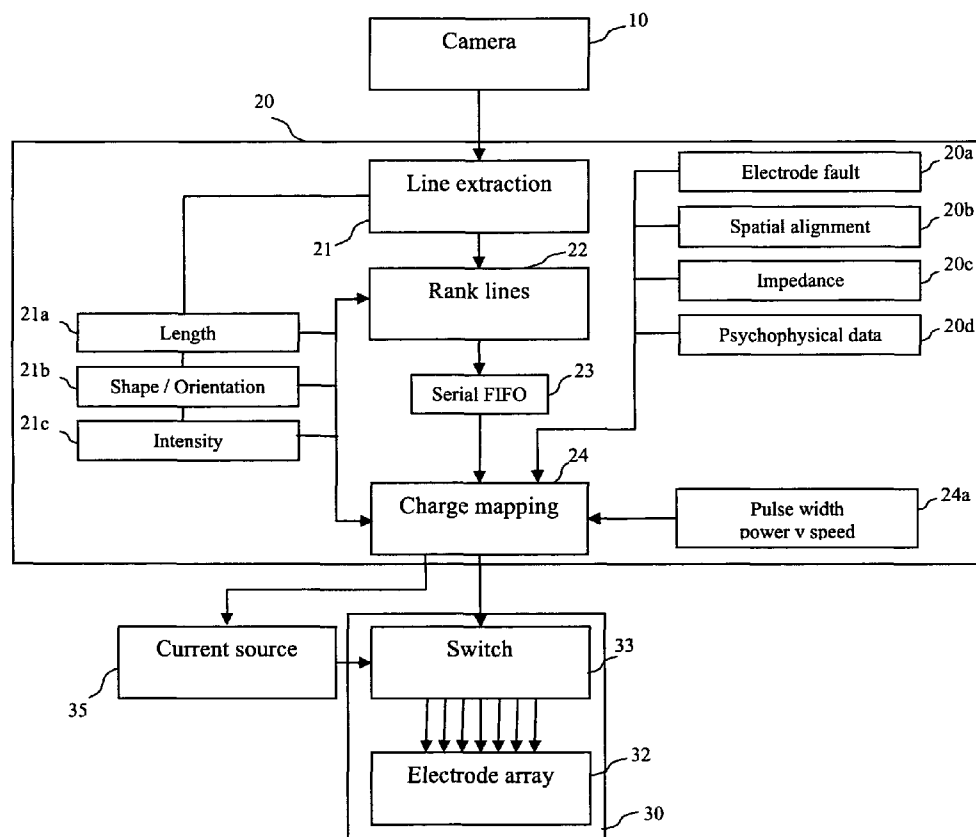 Camera
10
20
Line extraction
21
Electrode fault
20a
Spatial alignment
20b
Impedance
20c
Psychophysical data
20d
22
Rank lines
21a
Length
21b
Shape / Orientation
21c
Intensity
23
Serial FIFO
24
Charge mapping
Pulse width
power v speed
24a
Current source
35
Switch
33
Electrode array
32
30